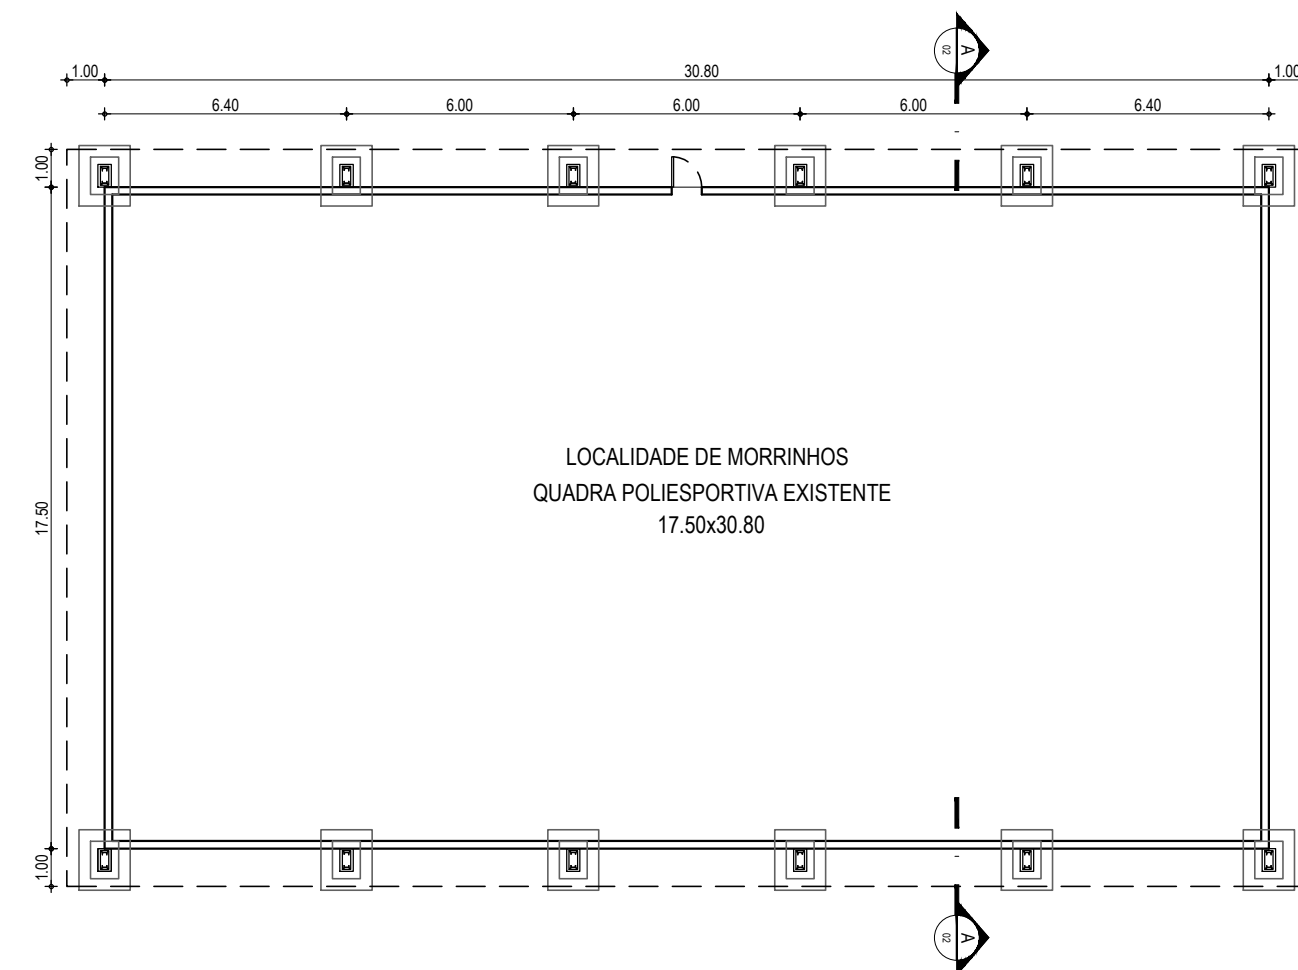 A
02
1.00
30.80
1.00
6.40
6.00
6.00
6.00
6.40
1.00
LOCALIDADE DE MORRINHOS
QUADRA POLIESPORTIVA EXISTENTE
17.50x30.80
17.50
1.00
A
02